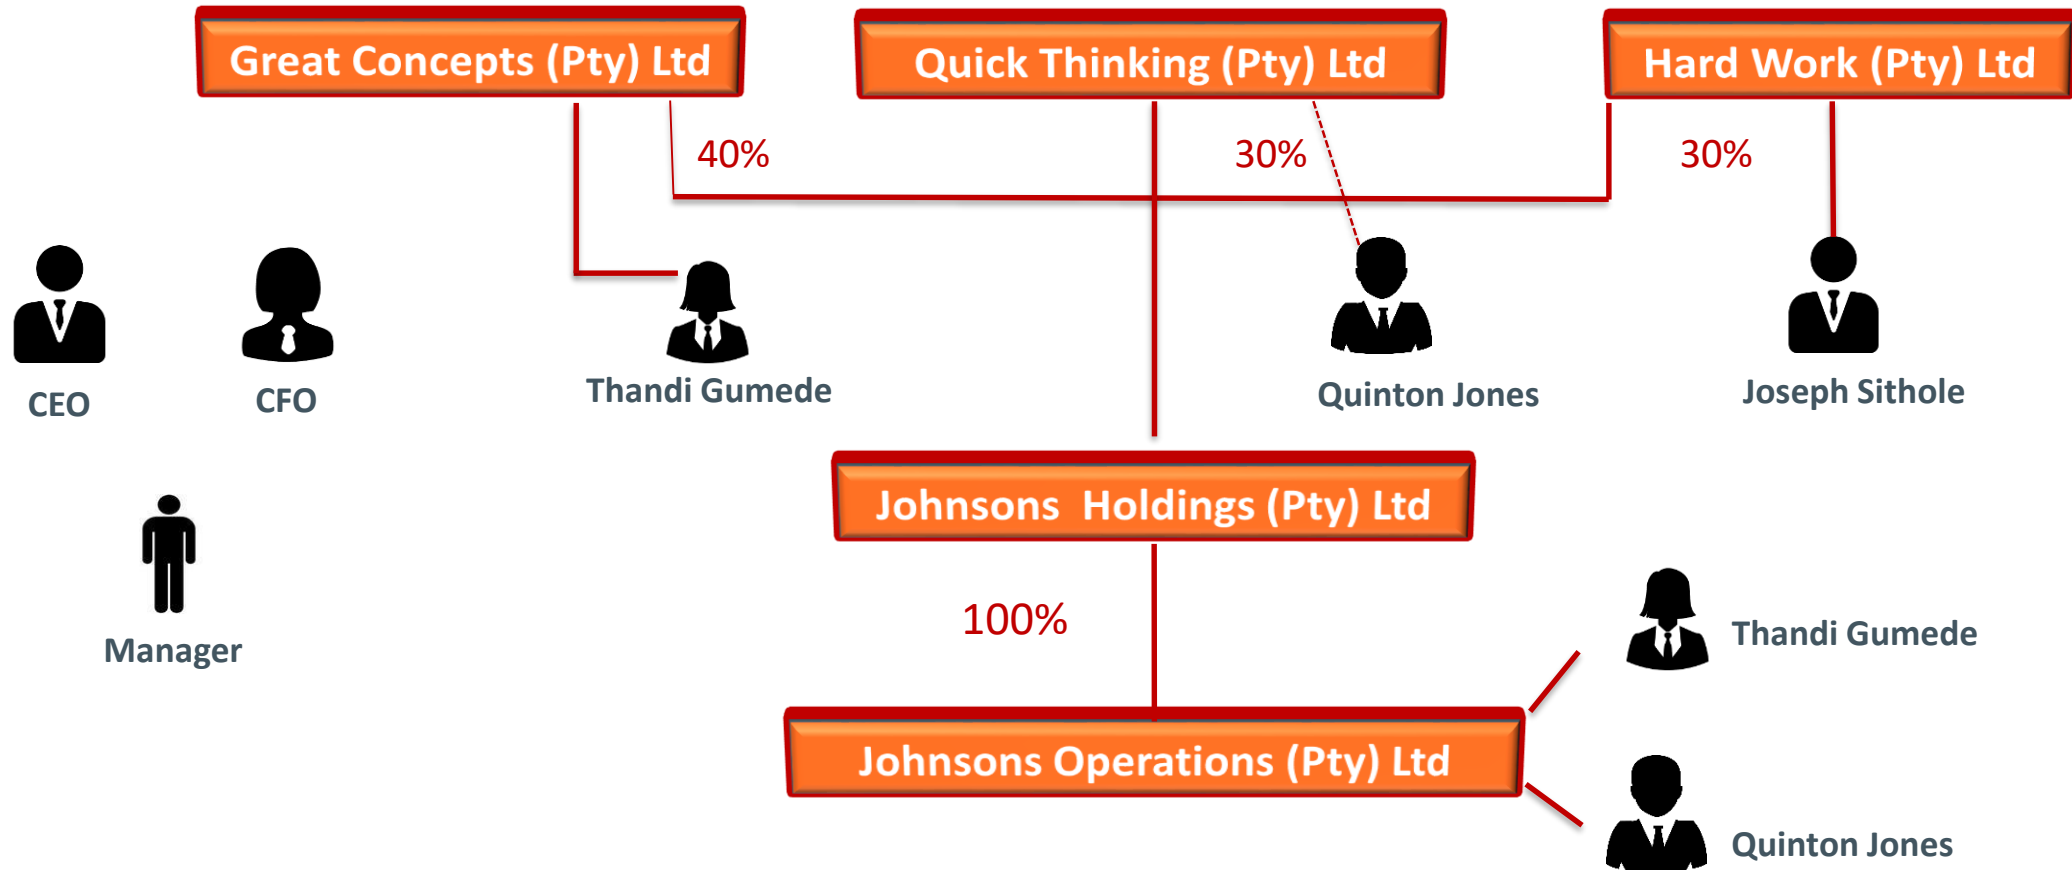 Great Concepts (Pty) Ltd
Quick Thinking (Pty) Ltd
Hard Work (Pty) Ltd
40%
30%
30%
CEO
CFO
Thandi Gumede
Quinton Jones
Joseph Sithole
Johnsons  Holdings (Pty) Ltd
Manager
100%
Thandi Gumede
Johnsons Operations (Pty) Ltd
Quinton Jones